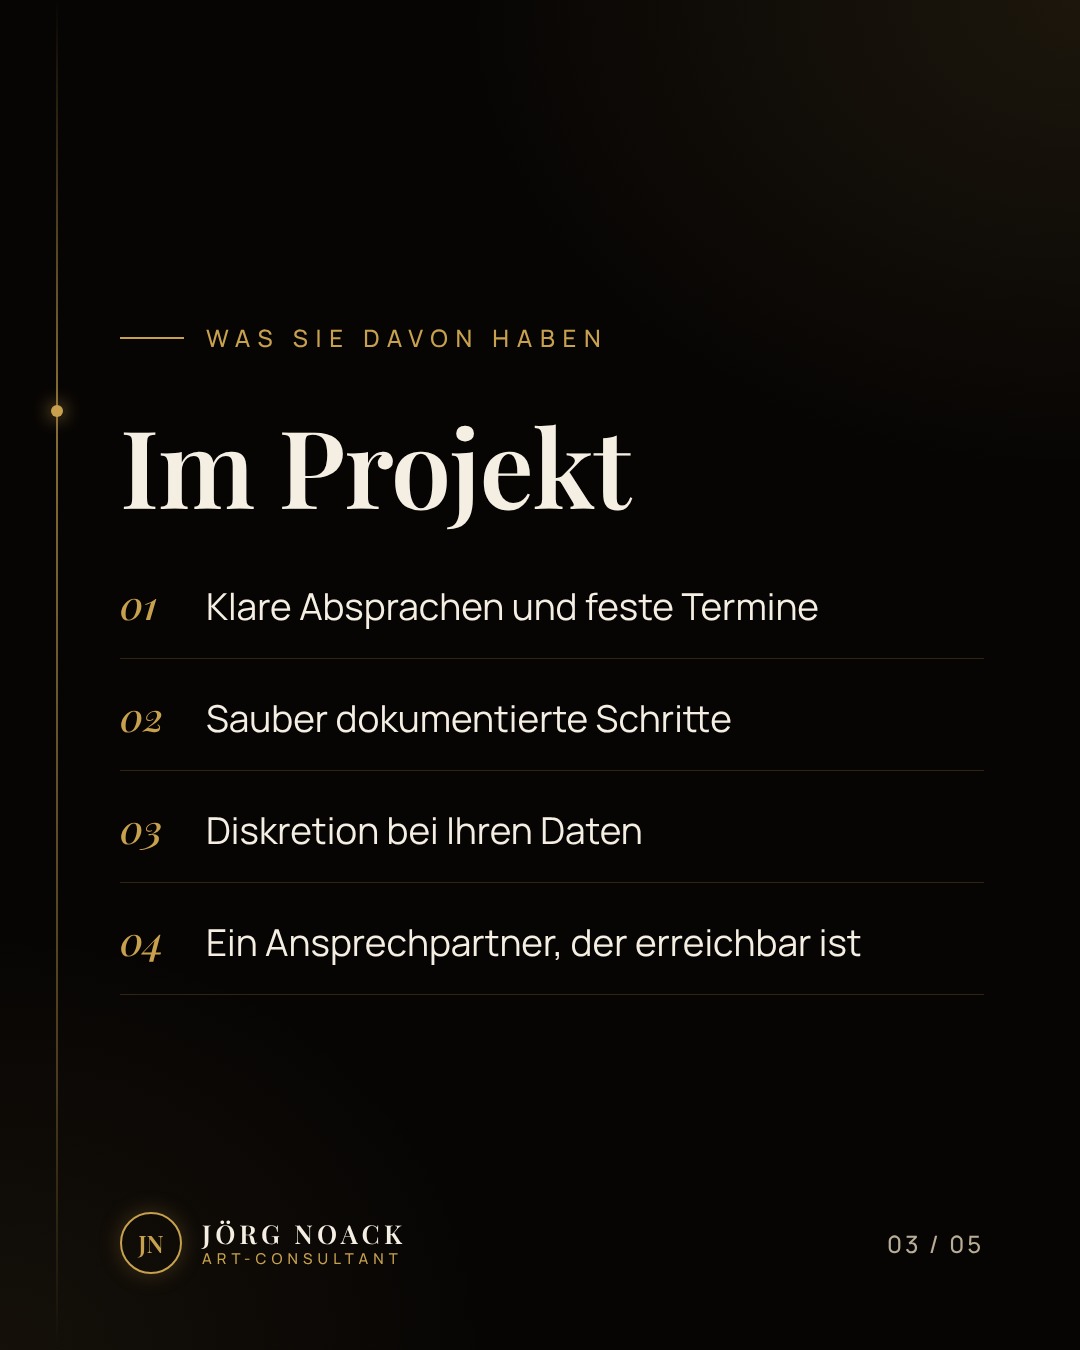 WAS SIE DAVON HABEN
Im Projekt
01 Klare Absprachen und feste Termine
02 Sauber dokumentierte Schritte
03 Diskretion bei Ihren Daten
04 Ein Ansprechpartner, der erreichbar ist
JN
JÖRG NOACK
ART-CONSULTANT
03 / 05